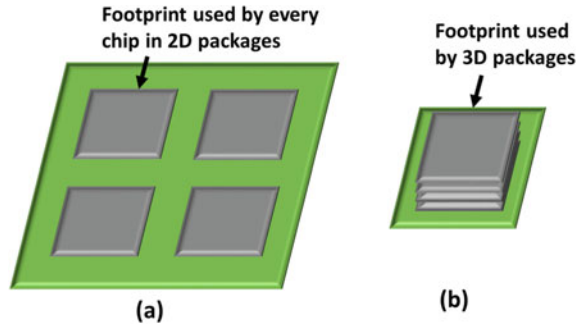 Footprint used by every
chip in 2D packages
Footprint used
by 3D packages
(a)
(b)